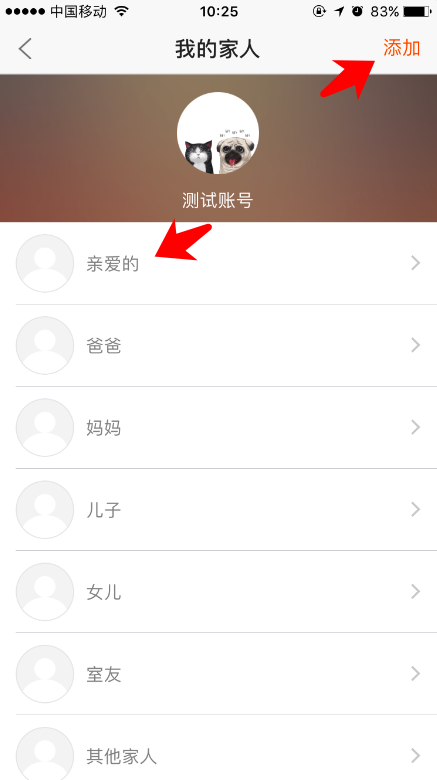 中国移动 10:25 83%
我的家人 添加
测试账号
亲爱的
爸爸
妈妈
儿子
女儿
室友
其他家人